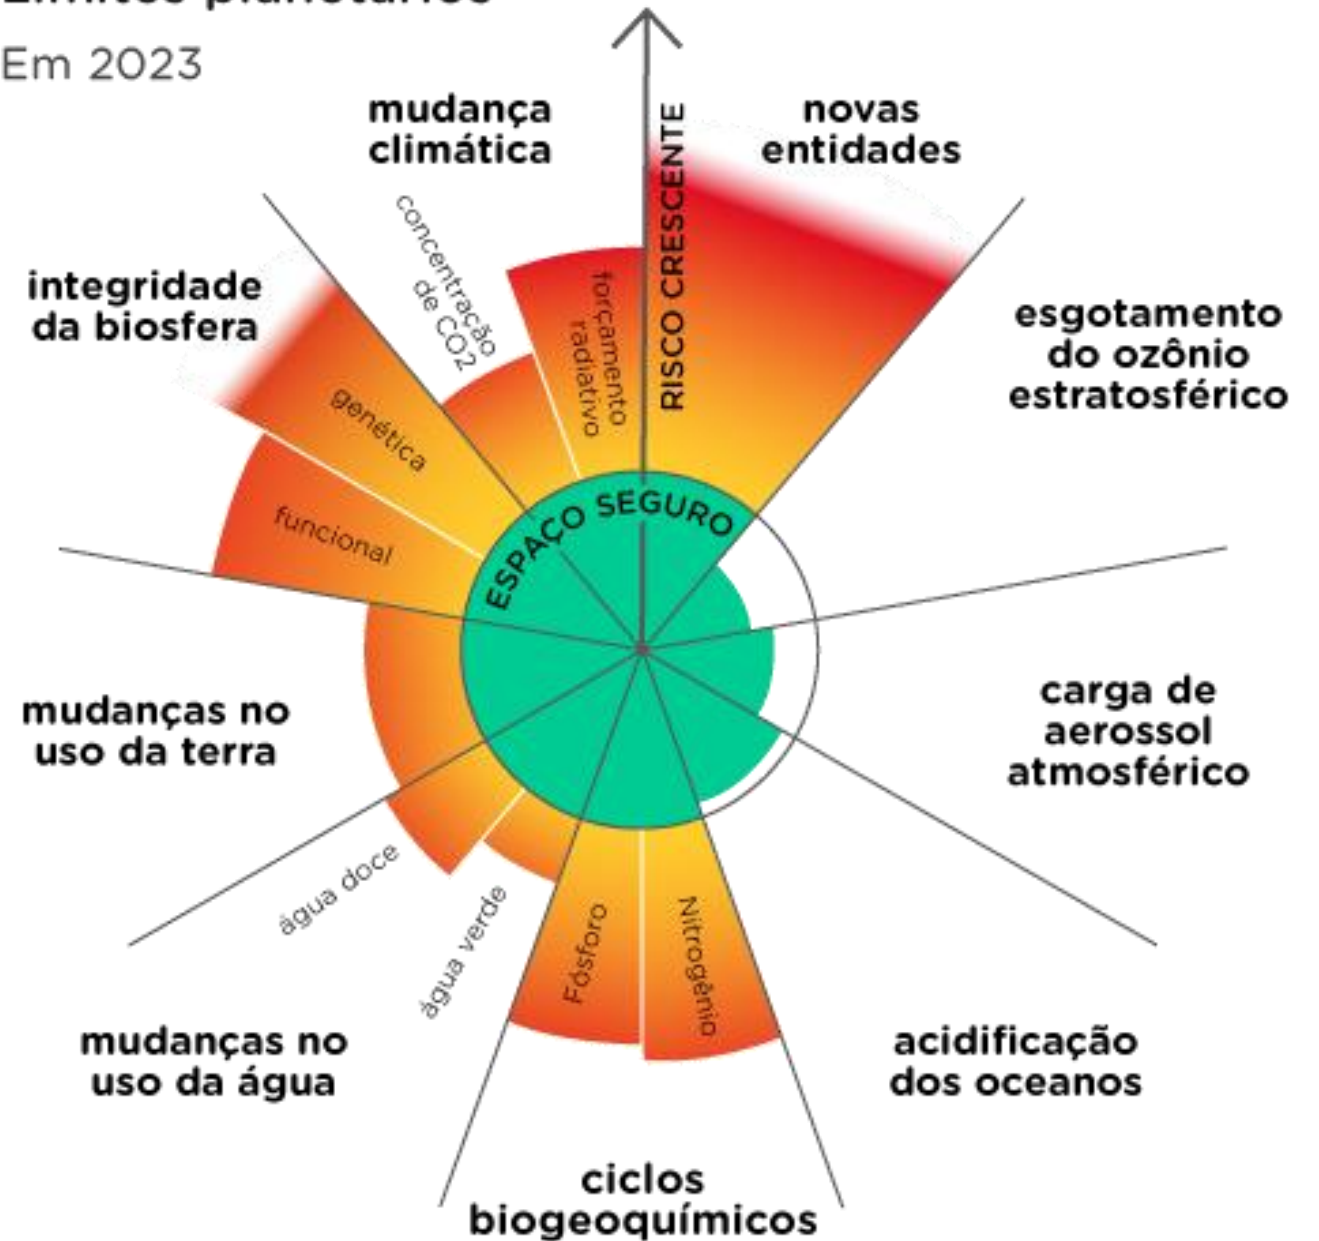 Limites planetários
Em 2023
mudança
climática
novas
entidades
RISCO CRESCENTE
concentração
de CO2
forçamento
radiativo
integridade
da biosfera
genética
funcional
esgotamento
do ozônio
estratosférico
ESPAÇO SEGURO
mudanças no
uso da terra
carga de
aerossol
atmosférico
água doce
água verde
Fósforo
Nitrogênio
mudanças no
uso da água
acidificação
dos oceanos
ciclos
biogeoquímicos